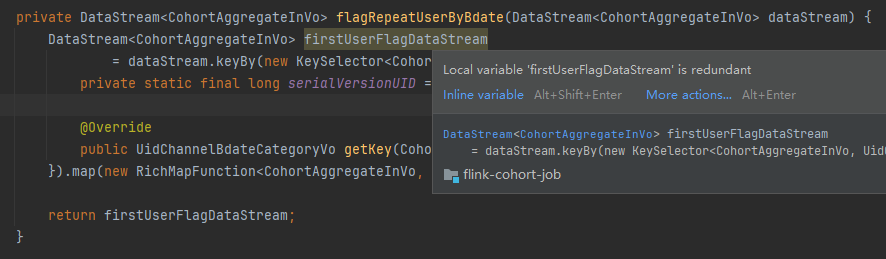 private DataStream<CohortAggregateInVo> flagRepeatUserByBdate(DataStream<CohortAggregateInVo> dataStream) {
DataStream<CohortAggregateInVo> firstUserFlagDataStream
= dataStream.keyBy(new KeySelector<Cohor
private static final long serialVersionUID =
@Override
public UidChannelBdateCategoryVo getKey(Coho
}).map(new RichMapFunction<CohortAggregateInVo,
return firstUserFlagDataStream;
}
Local variable 'firstUserFlagDataStream' is redundant
Inline variable Alt+Shift+Enter More actions... Alt+Enter
DataStream<CohortAggregateInVo> firstUserFlagDataStream
= dataStream.keyBy(new KeySelector<CohortAggregateInVo, Uid
flink-cohort-job